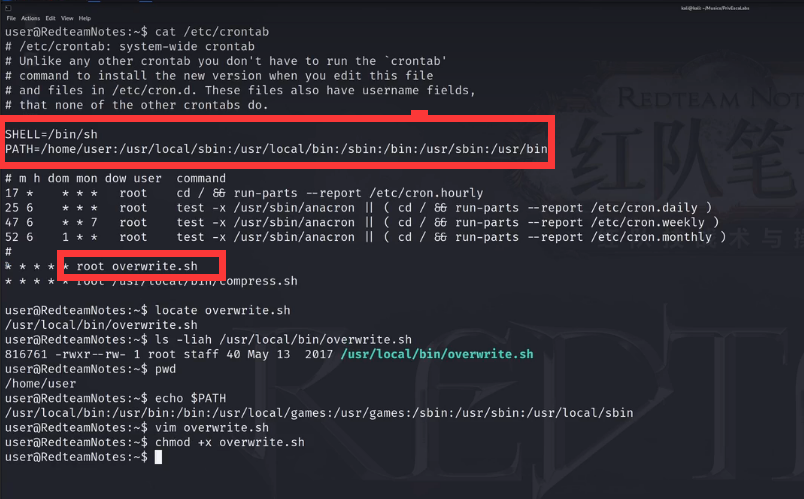 File Actions Edit View Help
kali@kali: ~/Movies/PrivEscaLabs
user@RedteamNotes:~$ cat /etc/crontab
# /etc/crontab: system-wide crontab
# Unlike any other crontab you don't have to run the `crontab'
# command to install the new version when you edit this file
# and files in /etc/cron.d. These files also have username fields,
# that none of the other crontabs do.
SHELL=/bin/sh
PATH=/home/user:/usr/local/sbin:/usr/local/bin:/sbin:/bin:/usr/sbin:/usr/bin
# m h dom mon dow user  command
17 *    * * *   root    cd / && run-parts --report /etc/cron.hourly
25 6    * * *   root    test -x /usr/sbin/anacron || ( cd / && run-parts --report /etc/cron.daily )
47 6    * * 7   root    test -x /usr/sbin/anacron || ( cd / && run-parts --report /etc/cron.weekly )
52 6    1 * *   root    test -x /usr/sbin/anacron || ( cd / && run-parts --report /etc/cron.monthly )
#
* * * * * root overwrite.sh
* * * * * root /usr/local/bin/compress.sh
user@RedteamNotes:~$ locate overwrite.sh
/usr/local/bin/overwrite.sh
user@RedteamNotes:~$ ls -liah /usr/local/bin/overwrite.sh
816761 -rwxr--rw- 1 root staff 40 May 13  2017 /usr/local/bin/overwrite.sh
user@RedteamNotes:~$ pwd
/home/user
user@RedteamNotes:~$ echo $PATH
/usr/local/bin:/usr/bin:/bin:/usr/local/games:/usr/games:/sbin:/usr/sbin:/usr/local/sbin
user@RedteamNotes:~$ vim overwrite.sh
user@RedteamNotes:~$ chmod +x overwrite.sh
user@RedteamNotes:~$
REDTEAM NOT
红队笔